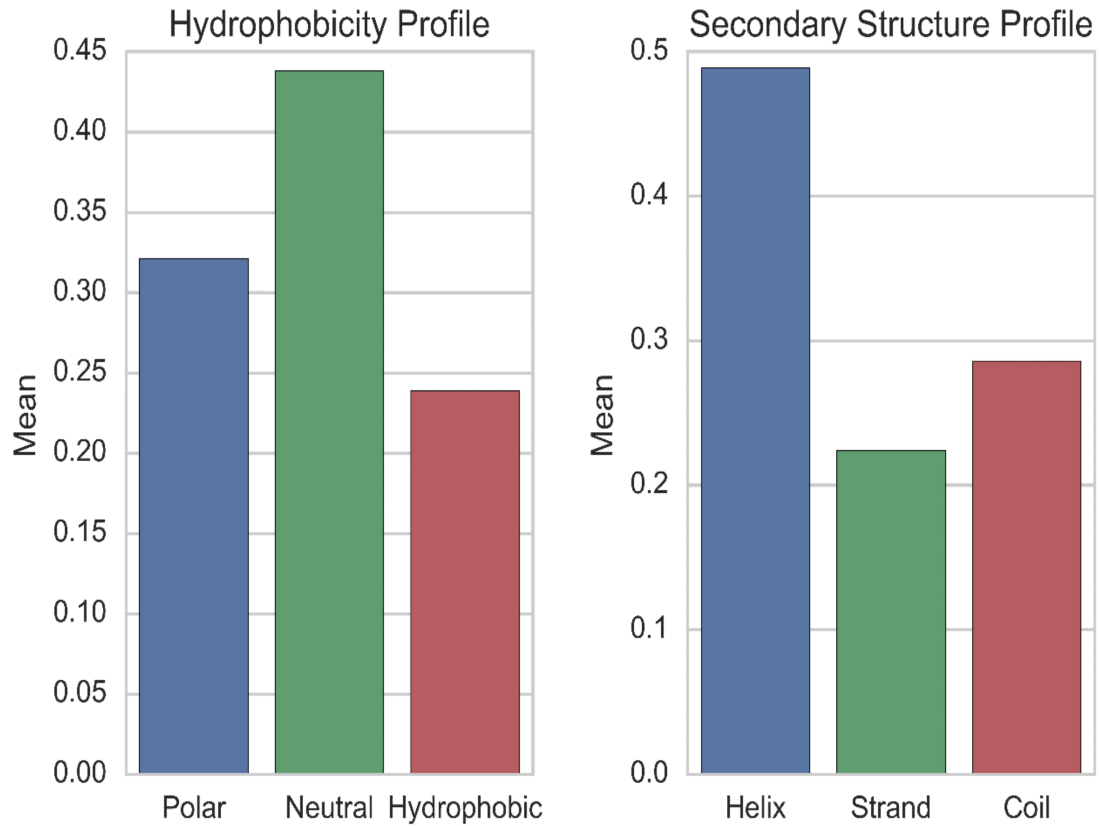 Hydrophobicity Profile
0.45
0.40
0.35
0.30
0.25
0.20
0.15
0.10
0.05
0.00
Mean
Polar Neutral Hydrophobic
Secondary Structure Profile
0.5
0.4
0.3
0.2
0.1
0.0
Mean
Helix Strand Coil